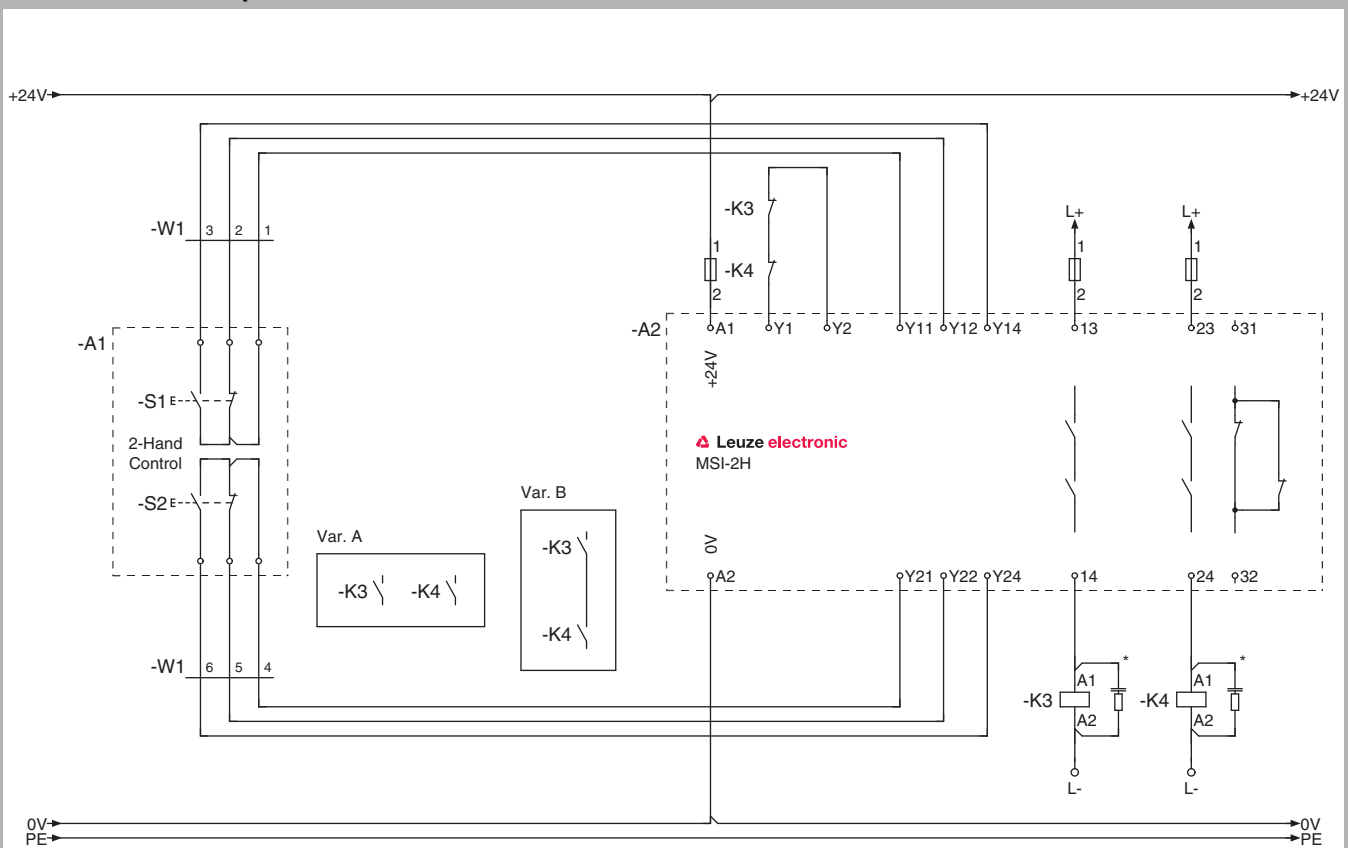 +24V
+24V
-K3
-W1
3 2 1
L+
L+
1
-K4
1
1
2
2
2
-A1
-A2
A1
Y1
Y2
Y11
Y12
Y14
13
23
31
+24V
-S1
2-Hand
Control
Leuze electronic
MSI-2H
-S2
Var. B
Var. A
-K3
-K4
-K3
-K4
0V
A2
Y21
Y22
Y24
14
24
32
-W1
6 5 4
*
*
A1
A1
-K3
-K4
A2
A2
L-
L-
0V
0V
PE
PE